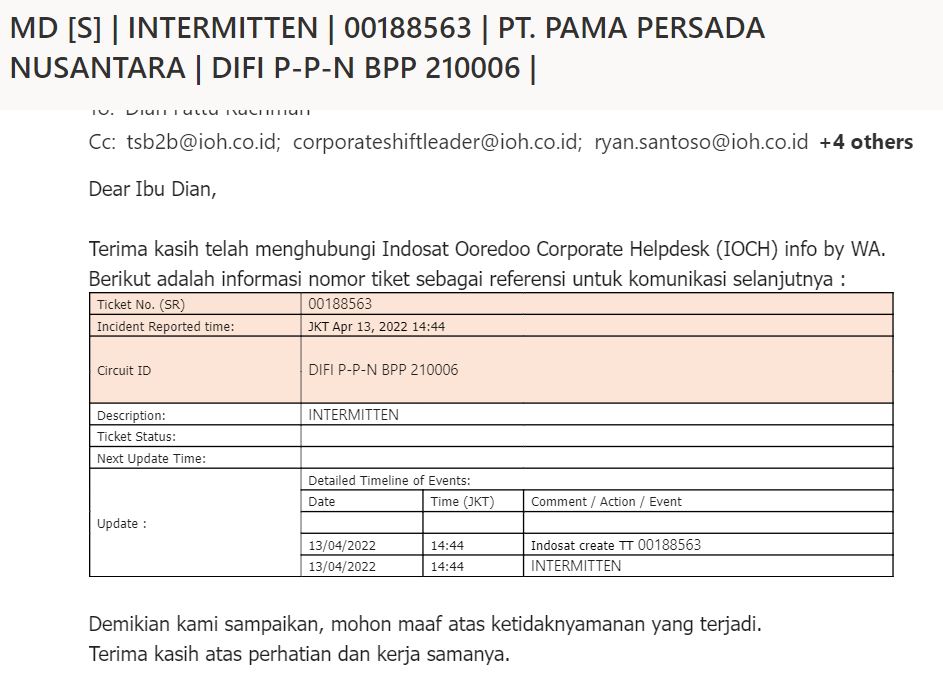 MD [S] | INTERMITTEN | 00188563 | PT. PAMA PERSADA
NUSANTARA | DIFI P-P-N BPP 210006 |
Cc: tsb2b@ioh.co.id; corporateshiftleader@ioh.co.id; ryan.santoso@ioh.co.id +4 others
Dear Ibu Dian,
Terima kasih telah menghubungi Indosat Ooredoo Corporate Helpdesk (IOCH) info by WA.
Berikut adalah informasi nomor tiket sebagai referensi untuk komunikasi selanjutnya :
Ticket No. (SR) 00188563
Incident Reported time: JKT Apr 13, 2022 14:44
Circuit ID DIFI P-P-N BPP 210006
Description: INTERMITTEN
Ticket Status:
Next Update Time:
Update :
Detailed Timeline of Events:
Date Time (JKT) Comment / Action / Event
13/04/2022 14:44 Indosat create TT 00188563
13/04/2022 14:44 INTERMITTEN
Demikian kami sampaikan, mohon maaf atas ketidaknyamanan yang terjadi.
Terima kasih atas perhatian dan kerja samanya.